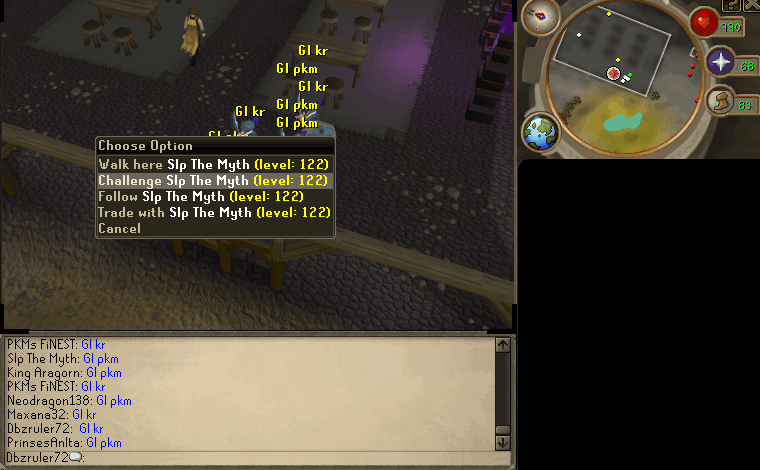 Gl kr
Gl pkm
Gl kr
Gl pkm
Gl kr
Gl pkm
Choose Option
Walk here Slp The Myth (level: 122)
Challenge Slp The Myth (level: 122)
Follow Slp The Myth (level: 122)
Trade with Slp The Myth (level: 122)
Cancel
190
68
83
PKMs FiNEST: Gl kr
Slp The Myth: Gl pkm
King Aragorn: Gl pkm
PKMs FiNEST: Gl kr
Neodragon138: Gl pkm
Maxana32: Gl kr
Dbzruler72: Gl kr
PrinsesAnIta: Gl pkm
Dbzruler72: